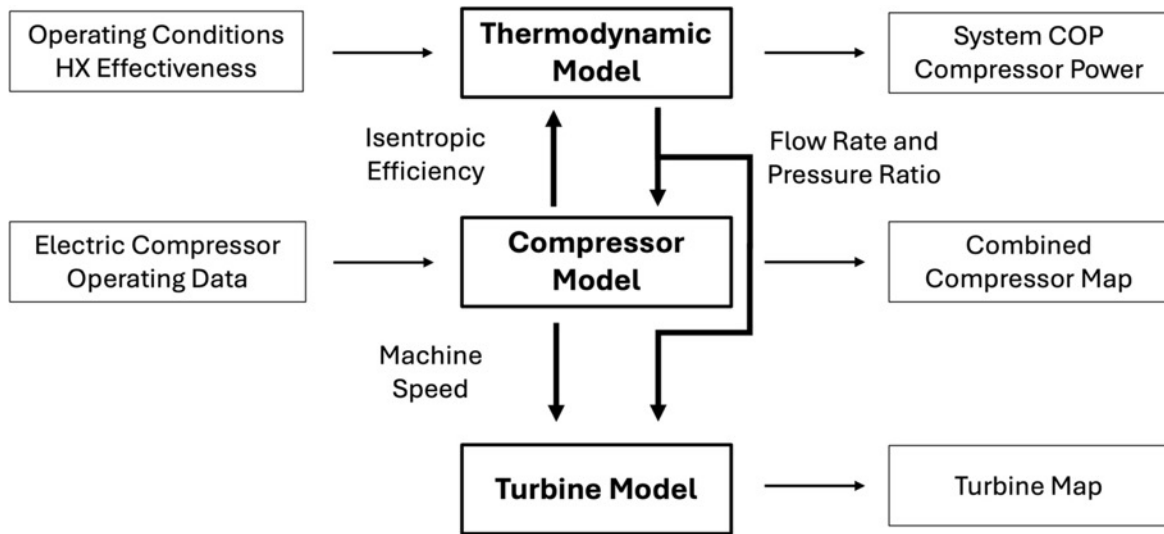 Operating Conditions
HX Effectiveness
Thermodynamic
Model
System COP
Compressor Power
Isentropic
Efficiency
Flow Rate and
Pressure Ratio
Electric Compressor
Operating Data
Compressor
Model
Combined
Compressor Map
Machine
Speed
Turbine Model
Turbine Map